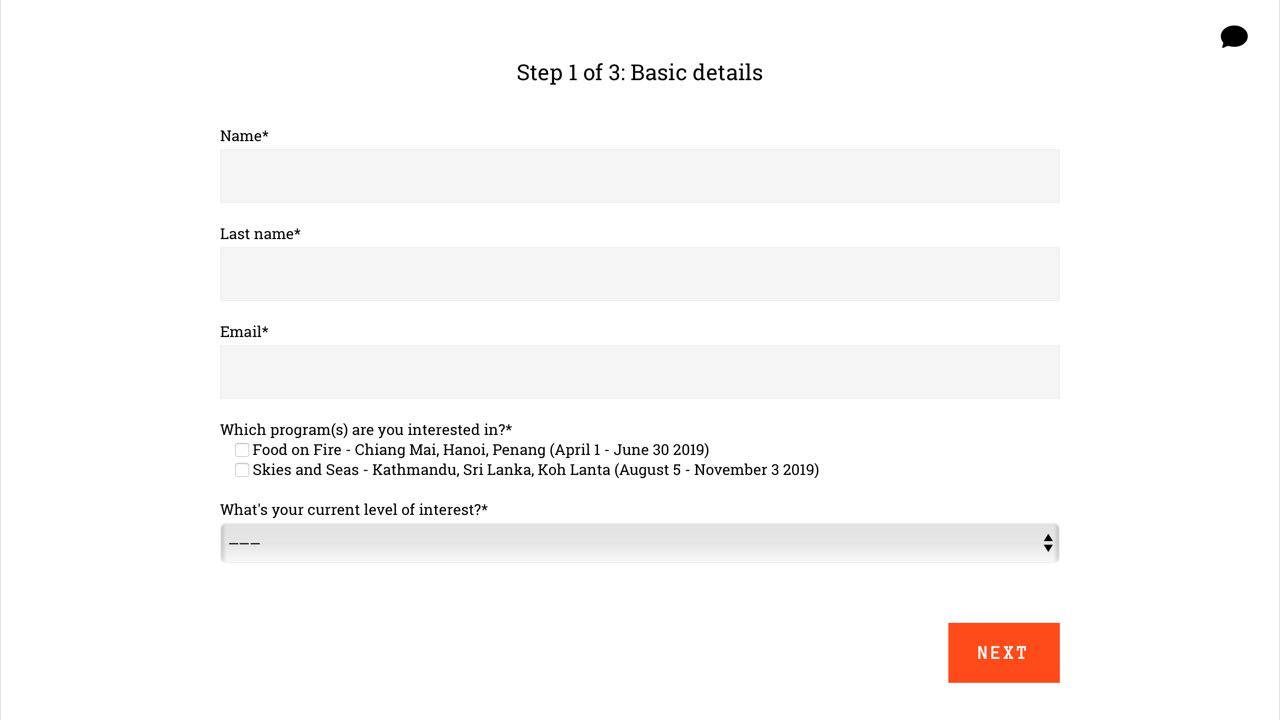 Step 1 of 3: Basic details
Name*
Last name*
Email*
Which program(s) are you interested in?*
Food on Fire - Chiang Mai, Hanoi, Penang (April 1 - June 30 2019)
Skies and Seas - Kathmandu, Sri Lanka, Koh Lanta (August 5 - November 3 2019)
What's your current level of interest?*
———
NEXT